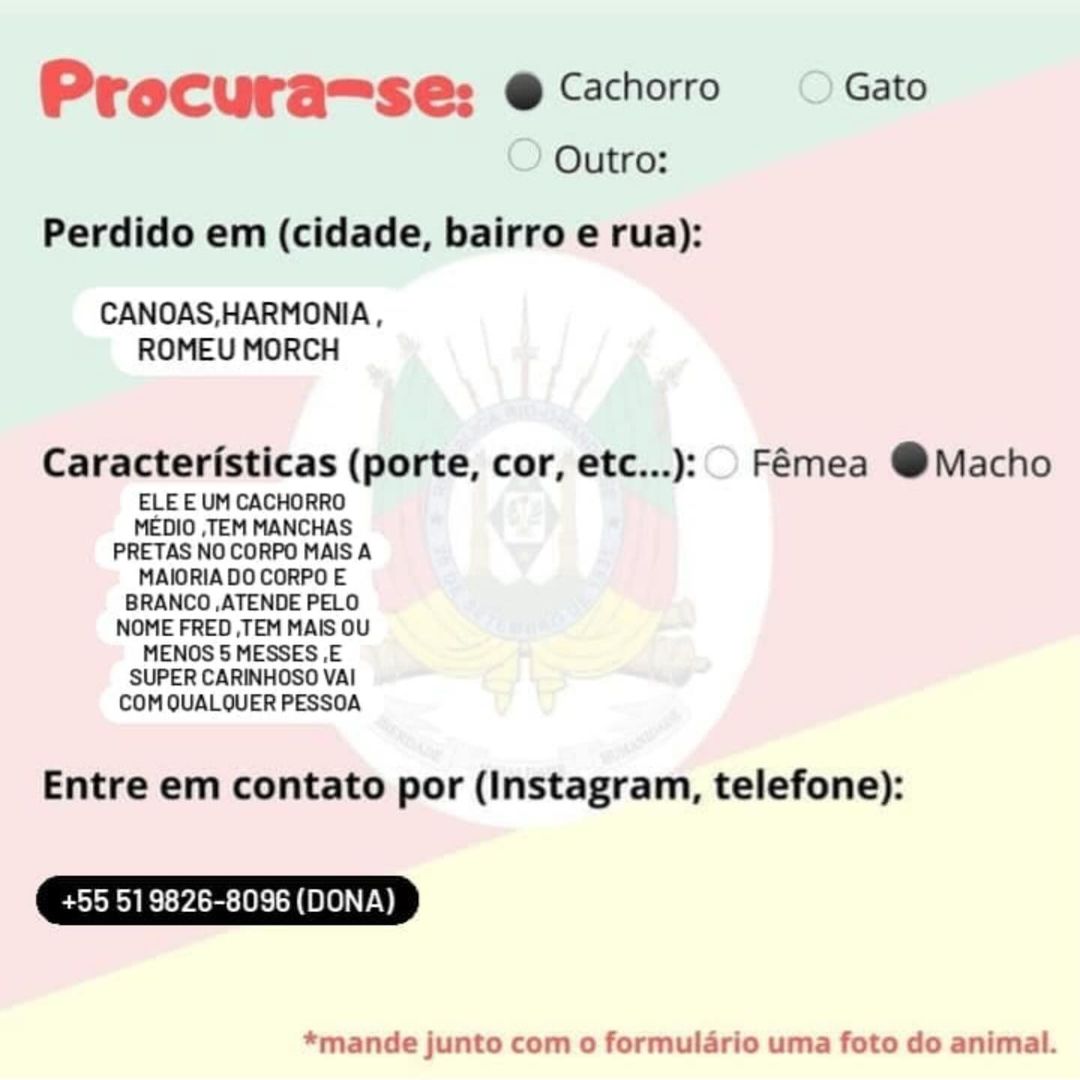 Procura-se: Cachorro Gato
Outro:
Perdido em (cidade, bairro e rua):
CANOAS,HARMONIA ,
ROMEU MORCH
Características (porte, cor, etc...): Fêmea Macho
ELE E UM CACHORRO
MÉDIO ,TEM MANCHAS
PRETAS NO CORPO MAIS A
MAIORIA DO CORPO E
BRANCO ,ATENDE PELO
NOME FRED ,TEM MAIS OU
MENOS 5 MESSES ,E
SUPER CARINHOSO VAI
COM QUALQUER PESSOA
Entre em contato por (Instagram, telefone):
+55 51 9826-8096 (DONA)
*mande junto com o formulário uma foto do animal.